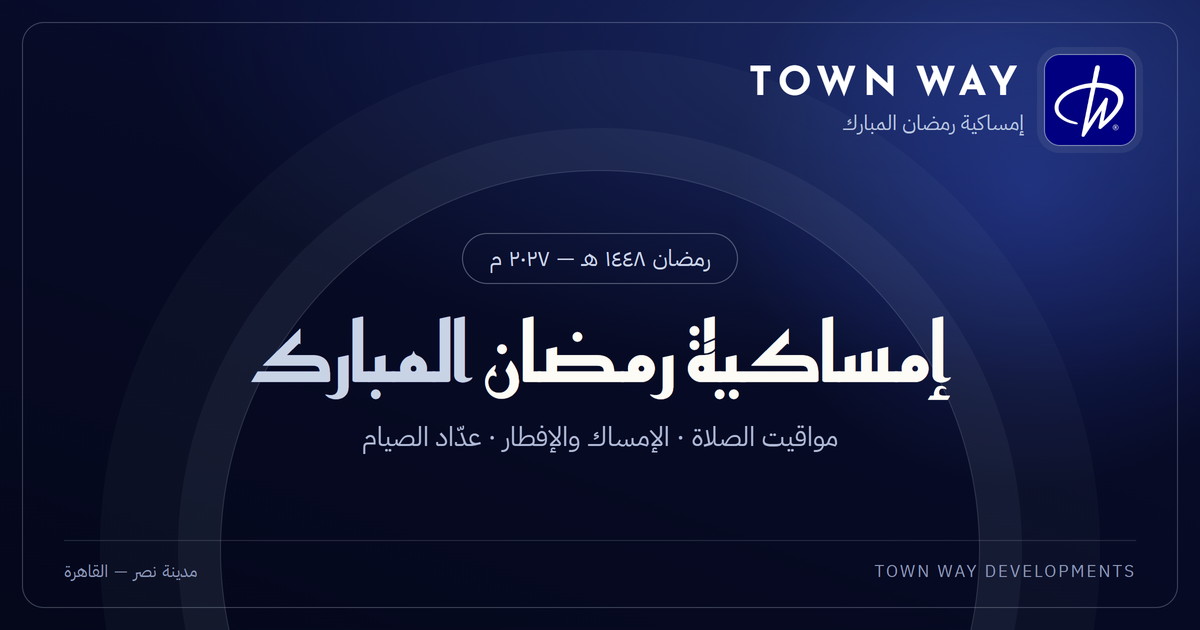 TOWN WAY
إمساكية رمضان المبارك
رمضان ١٤٤٨ هـ — ٢٠٢٧ م
إمساكية رمضان المبارك
مواقيت الصلاة · الإمساك والإفطار · عدّاد الصيام
TOWN WAY DEVELOPMENTS
مدينة نصر — القاهرة